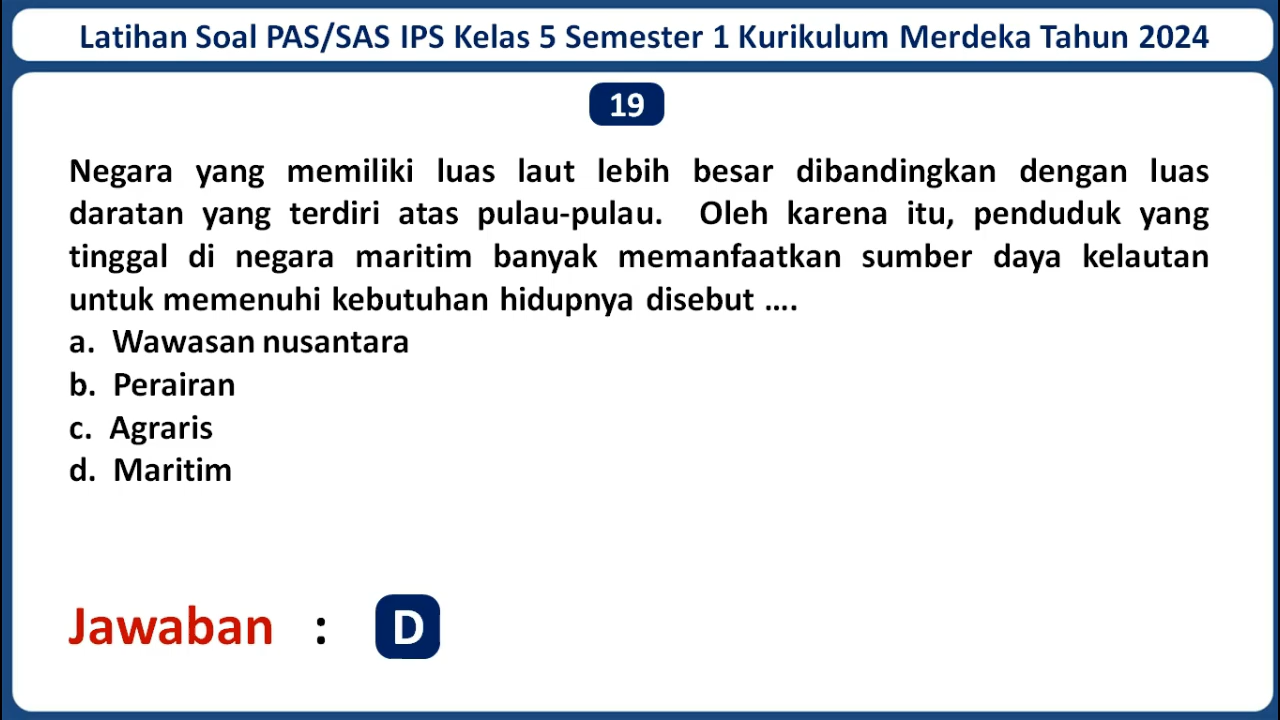 Latihan Soal PAS/SAS IPS Kelas 5 Semester 1 Kurikulum Merdeka Tahun 2024
19
Negara yang memiliki luas laut lebih besar dibandingkan dengan luas
daratan yang terdiri atas pulau-pulau. Oleh karena itu, penduduk yang
tinggal di negara maritim banyak memanfaatkan sumber daya kelautan
untuk memenuhi kebutuhan hidupnya disebut ....
a. Wawasan nusantara
b. Perairan
c. Agraris
d. Maritim
Jawaban : D